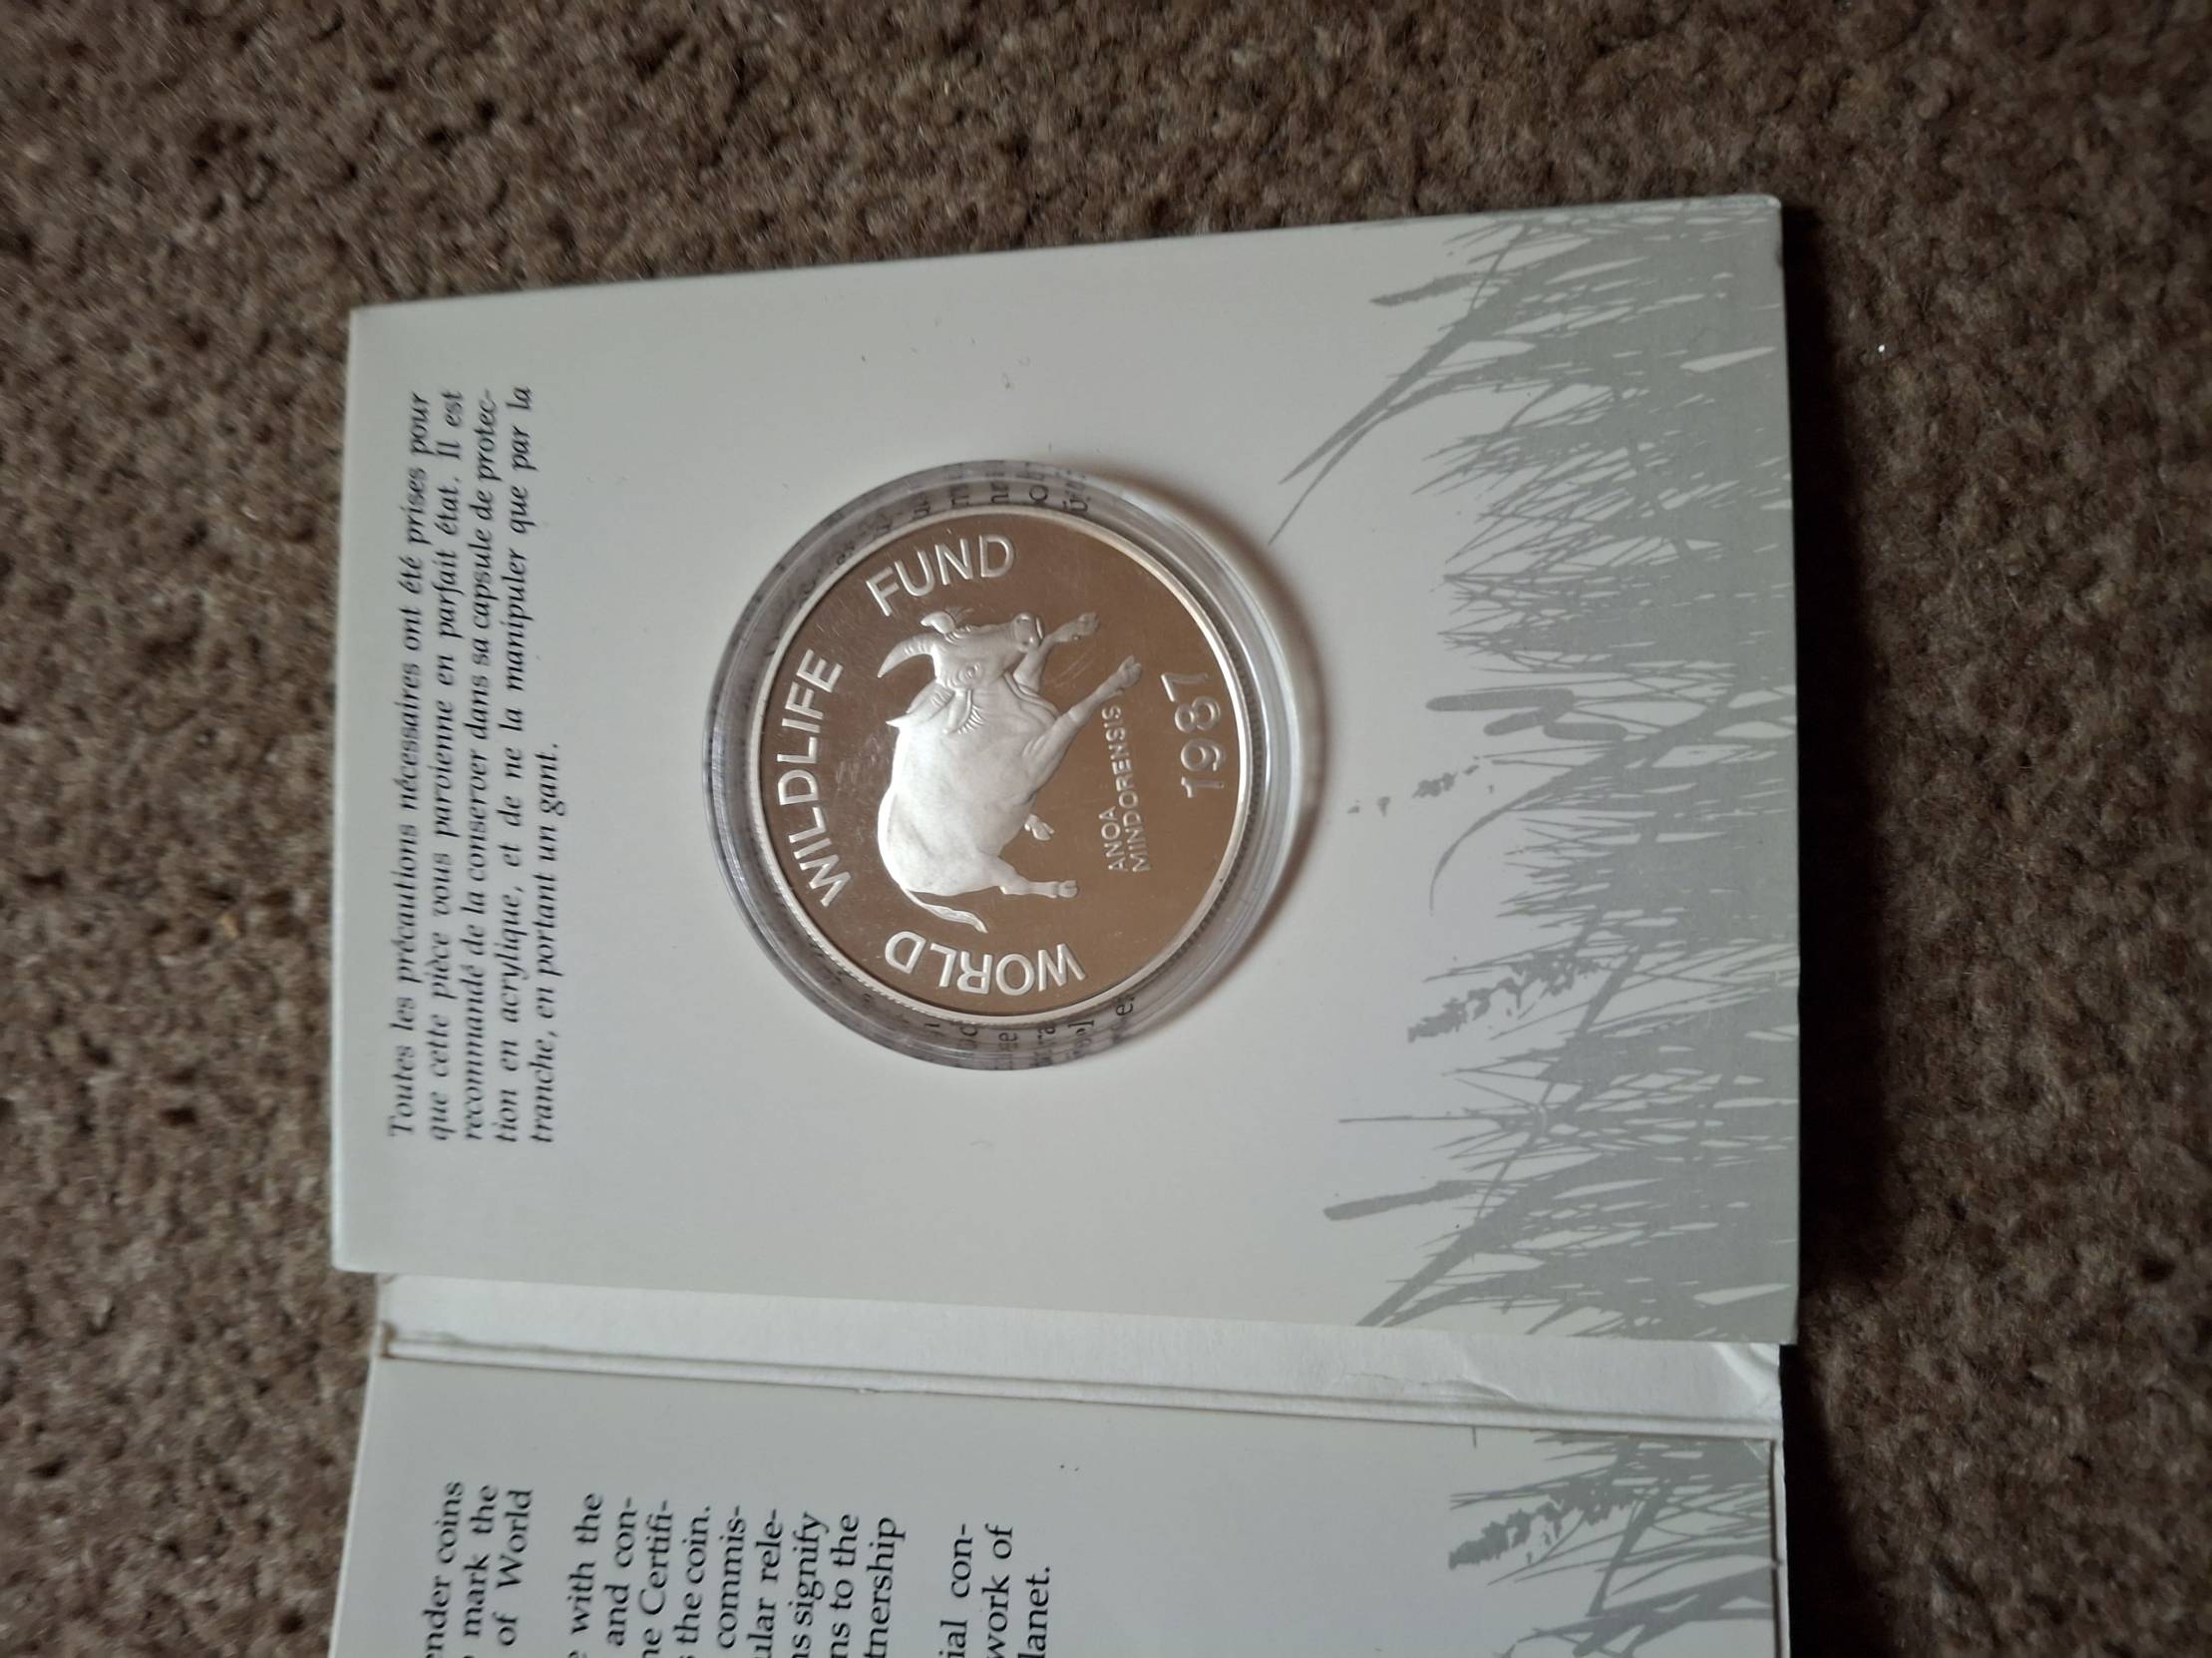 Toutes les précautions nécessaires ont été prises pour
que cette pièce vous parvienne en parfait état. Il est
recommandé de la conserver dans sa capsule de protec-
tion en acrylique, et de ne la manipuler que par la
tranche, en portant un gant.
WORLD WILDLIFE FUND
ANOA
MINDORENSIS
1987
ender coins
mark the
of World
with the
and con-
Certifi-
the coin.
commis-
ular rele-
signify
to the
tnership
ial con-
work of
lanet.